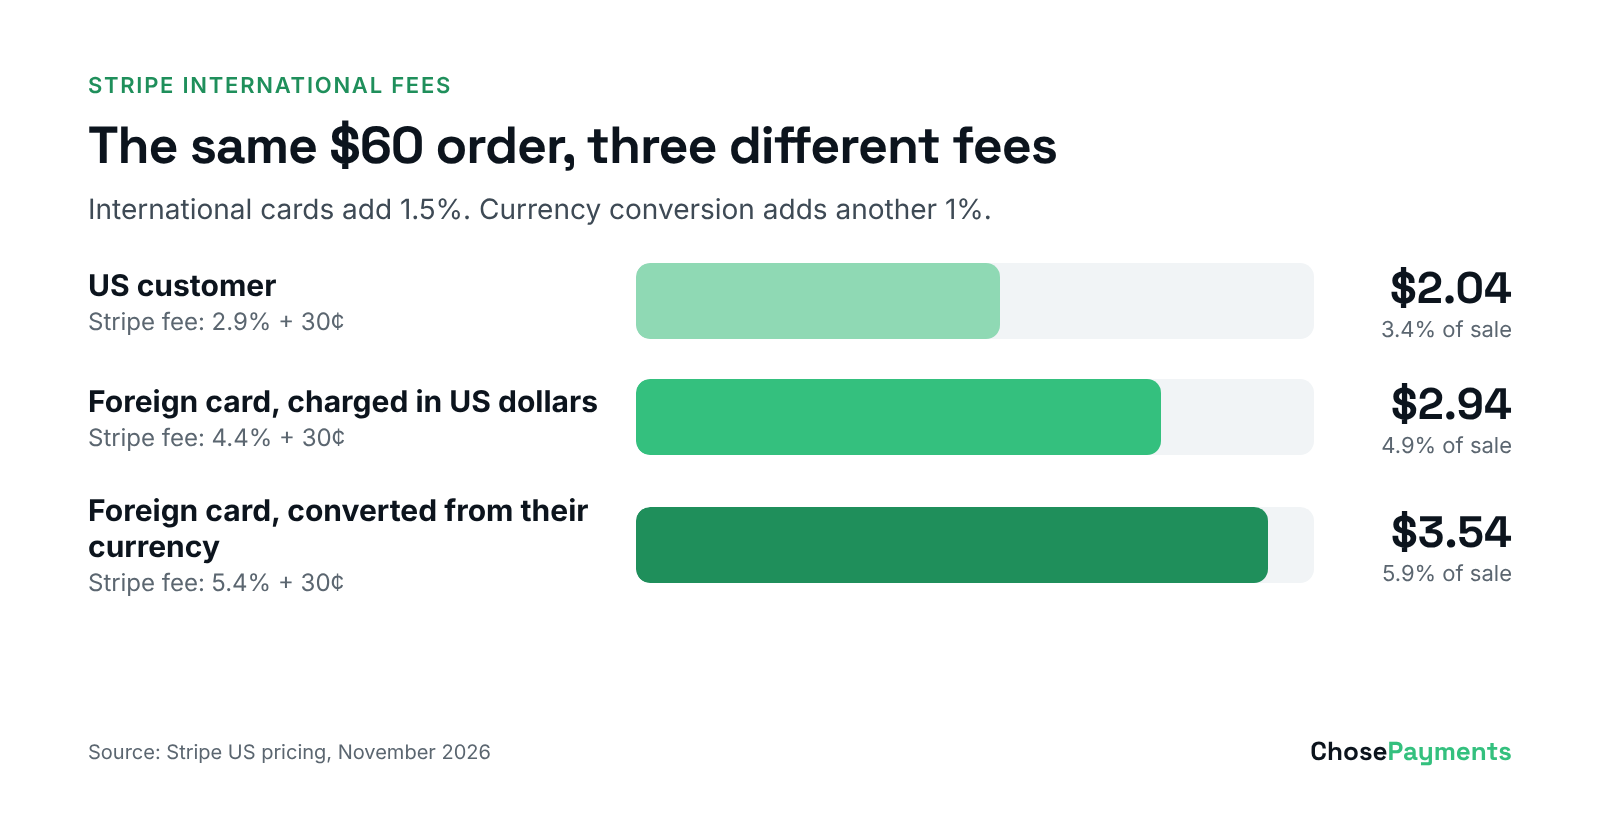 STRIPE INTERNATIONAL FEES
The same $60 order, three different fees
International cards add 1.5%. Currency conversion adds another 1%.
US customer
Stripe fee: 2.9% + 30¢
$2.04
3.4% of sale
Foreign card, charged in US dollars
Stripe fee: 4.4% + 30¢
$2.94
4.9% of sale
Foreign card, converted from their
currency
Stripe fee: 5.4% + 30¢
$3.54
5.9% of sale
Source: Stripe US pricing, November 2026
ChosePayments